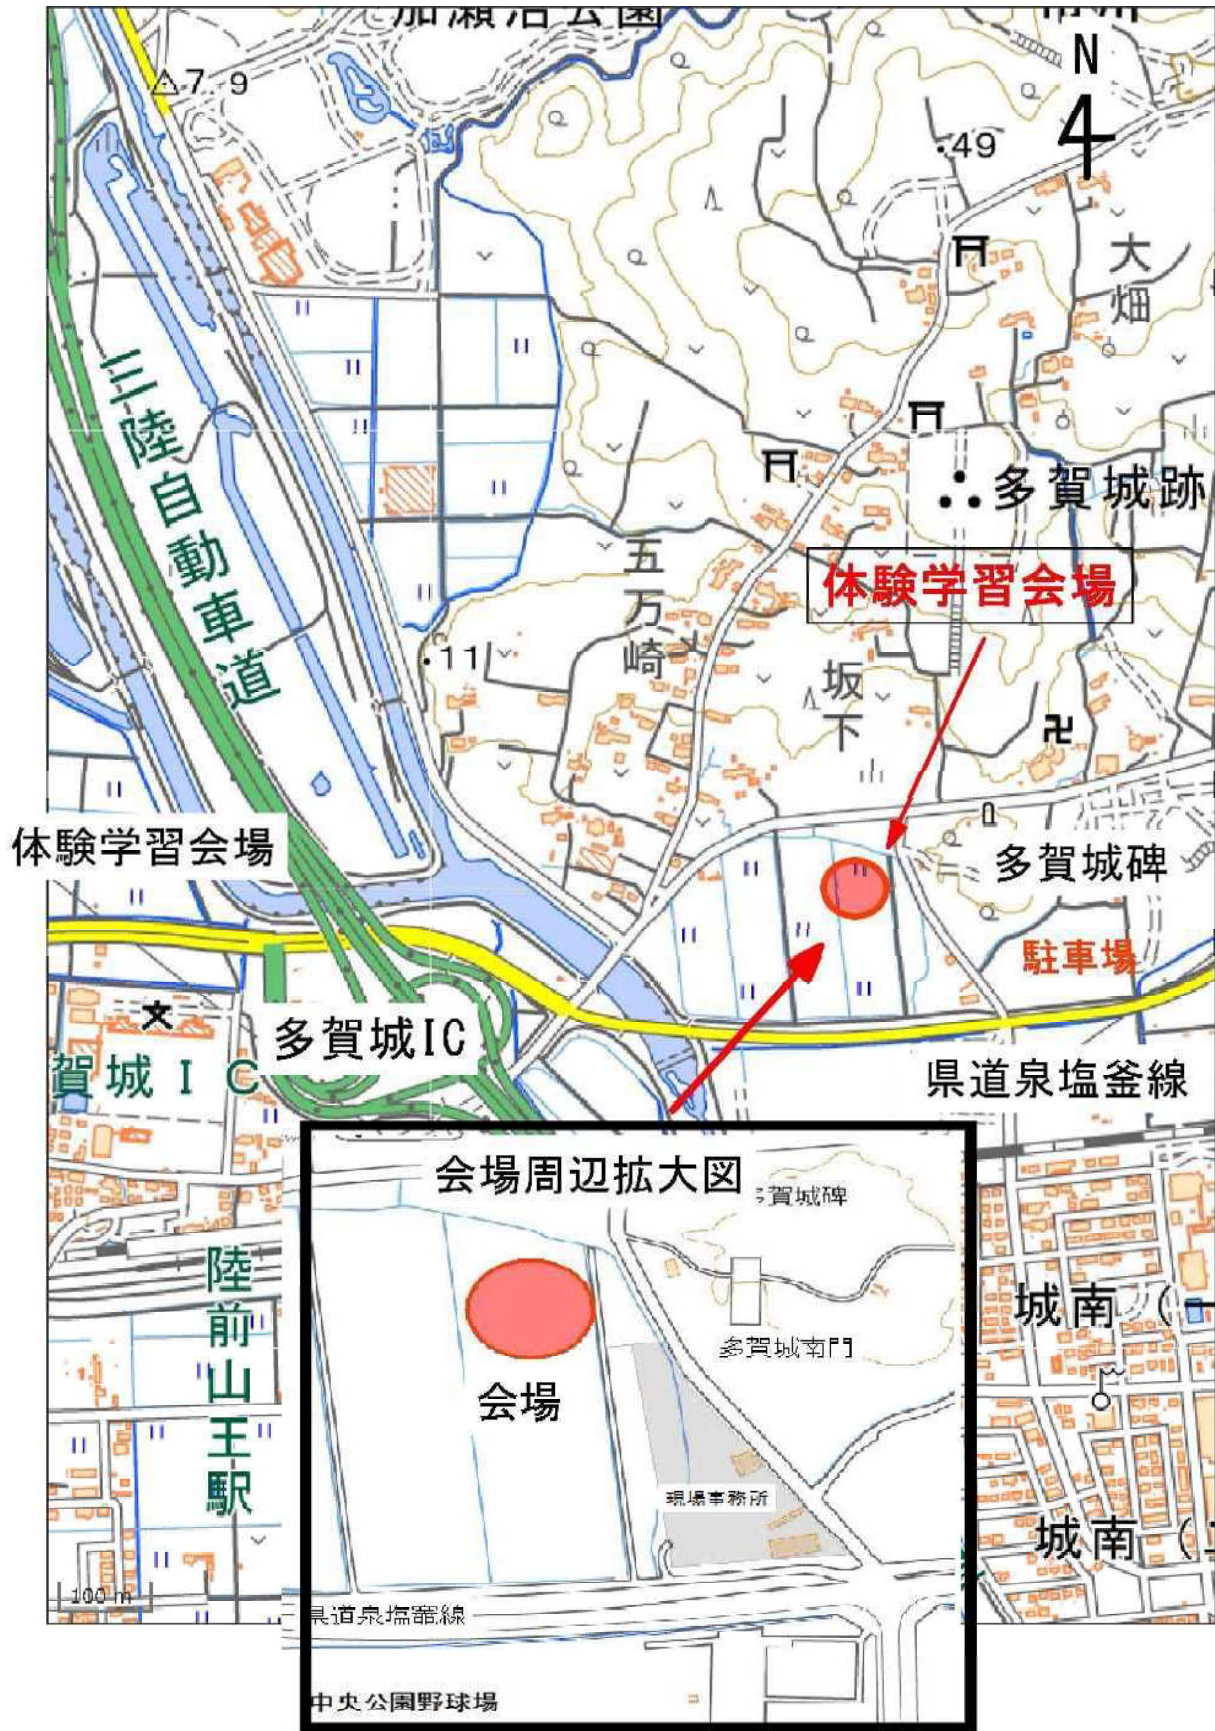 加瀬沼公園
N
7.9
49
大畑
三陸自動車道
多賀城跡
体験学習会場
五万崎
11
坂下
体験学習会場
多賀城碑
駐車場
多賀城IC
賀城IC
県道泉塩釜線
会場周辺拡大図
多賀城碑
陸前山王駅
城南(一
多賀城南門
会場
現場事務所
城南(
100 m
県道泉塩竈線
中央公園野球場